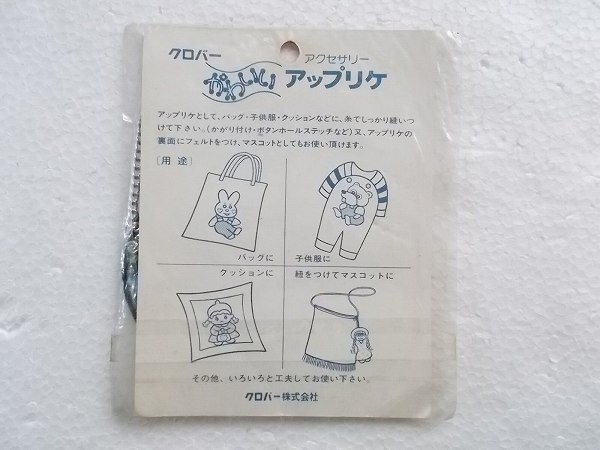 クロバー
アクセサリー
かわいい アップリケ
アップリケとして、バッグ・子供服・クッションなどに、糸でしっかり縫いつ
けて下さい。(かがり付け・ボタンホールステッチなど)又、アップリケの
裏面にフェルトをつけ、マスコットとしてもお使い頂けます。
〔用途〕
バッグに
子供服に
クッションに
紐をつけてマスコットに
その他、いろいろと工夫してお使い下さい。
クロバー株式会社